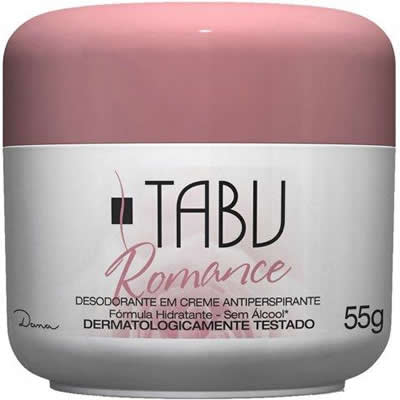 TABU
Romance
DESODORANTE EM CREME ANTIPERSPIRANTE
Fórmula Hidratante - Sem Álcool*
DERMATOLOGICAMENTE TESTADO
Dana
55g